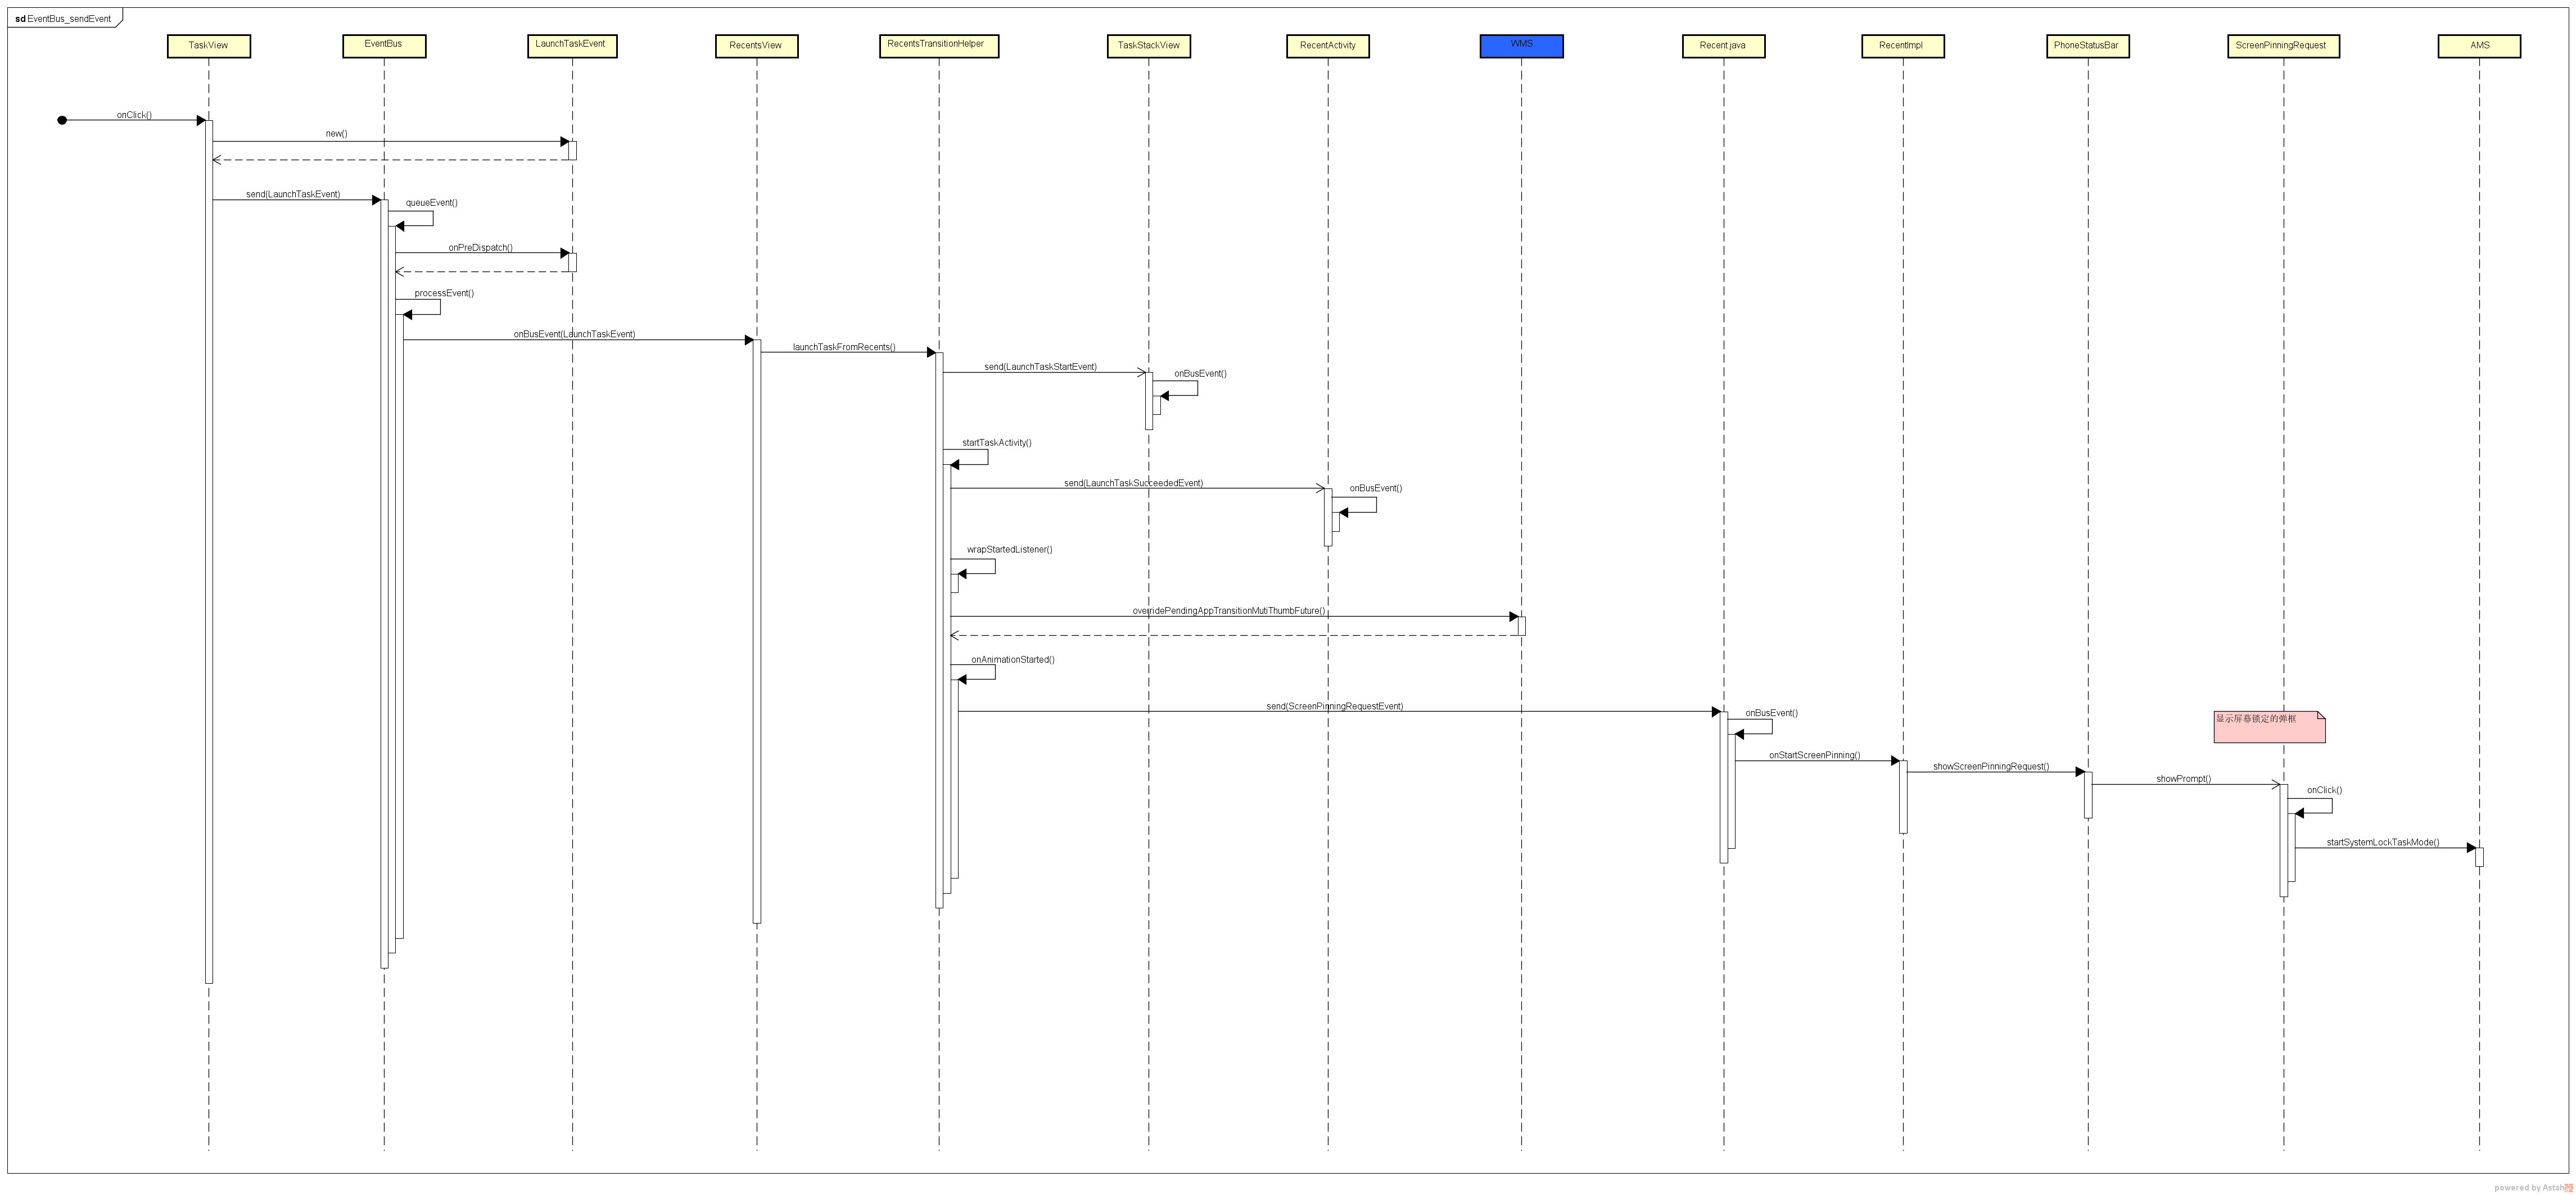 sd EventBus_sendEvent
TaskView
EventBus
LaunchTaskEvent
RecentsView
RecentsTransitionHelper
TaskStackView
RecentActivity
WMS
Recent.java
RecentImpl
PhoneStatusBar
ScreenPinningRequest
AMS
onClick()
new()
send(LaunchTaskEvent)
queueEvent()
onPreDispatch()
processEvent()
onBusEvent(LaunchTaskEvent)
launchTaskFromRecents()
send(LaunchTaskStartEvent)
onBusEvent()
startTaskActivity()
send(LaunchTaskSucceededEvent)
onBusEvent()
wrapStartedListener()
overridePendingAppTransitionMutiThumbFuture()
onAnimationStarted()
send(ScreenPinningRequestEvent)
onBusEvent()
显示屏幕锁定的弹框
onStartScreenPinning()
showScreenPinningRequest()
showPrompt()
onClick()
startSystemLockTaskMode()
powered by Astah